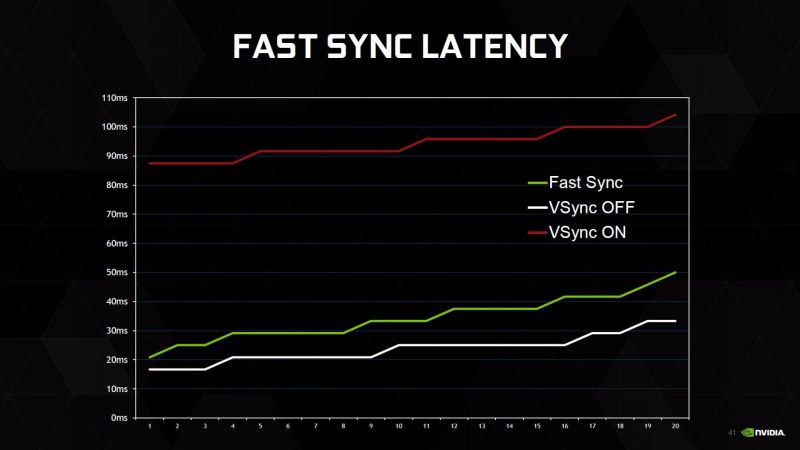 FAST SYNC LATENCY
110ms
100ms
90ms
80ms
70ms
60ms
50ms
40ms
30ms
20ms
10ms
0ms
Fast Sync
VSync OFF
VSync ON
1 2 3 4 5 6 7 8 9 10 11 12 13 14 15 16 17 18 19 20
41 NVIDIA.